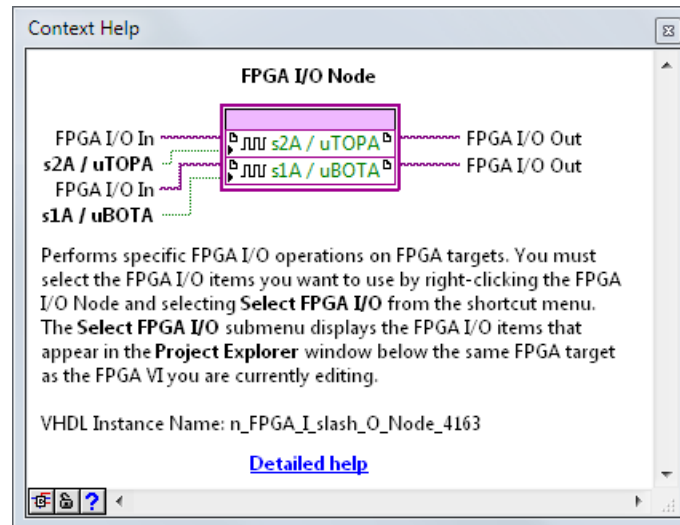 Context Help
FPGA I/O Node
FPGA I/O In
s2A / uTOPA
FPGA I/O In
s1A / uBOTA
s2A / uTOPA
s1A / uBOTA
FPGA I/O Out
FPGA I/O Out
Performs specific FPGA I/O operations on FPGA targets. You must
select the FPGA I/O items you want to use by right-clicking the FPGA
I/O Node and selecting Select FPGA I/O from the shortcut menu.
The Select FPGA I/O submenu displays the FPGA I/O items that
appear in the Project Explorer window below the same FPGA target
as the FPGA VI you are currently editing.
VHDL Instance Name: n_FPGA_I_slash_O_Node_4163
Detailed help
?